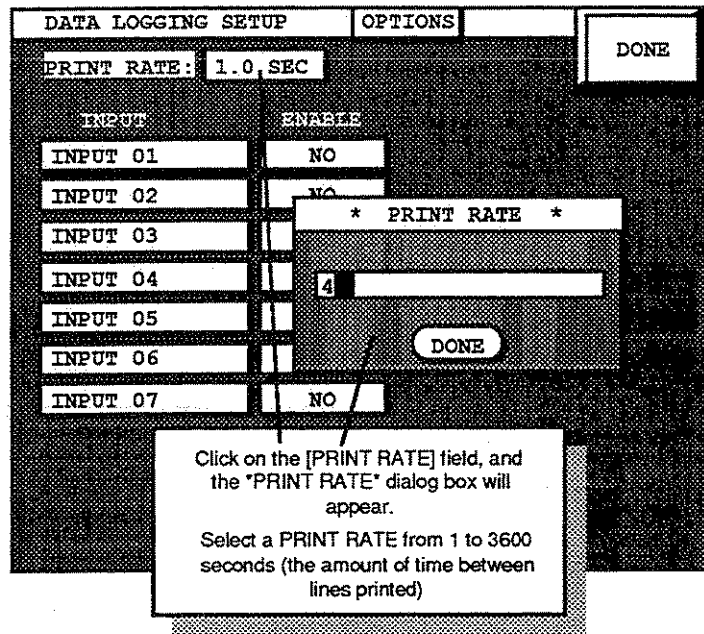 DATA LOGGING SETUP OPTIONS
DONE
PRINT RATE: 1.0 SEC
INPUT ENABLE
INPUT 01 NO
INPUT 02 NO
* PRINT RATE *
INPUT 03
INPUT 04
4
INPUT 05
DONE
INPUT 06
INPUT 07 NO
Click on the [PRINT RATE] field, and
the "PRINT RATE" dialog box will
appear.
Select a PRINT RATE from 1 to 3600
seconds (the amount of time between
lines printed)